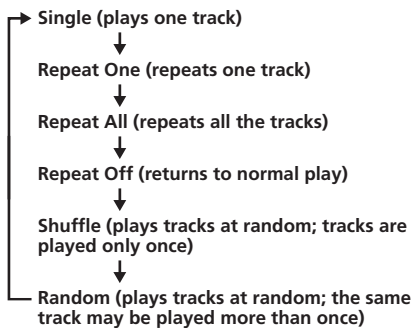 Single (plays one track)
Repeat One (repeats one track)
Repeat All (repeats all the tracks)
Repeat Off (returns to normal play)
Shuffle (plays tracks at random; tracks are
played only once)
Random (plays tracks at random; the same
track may be played more than once)